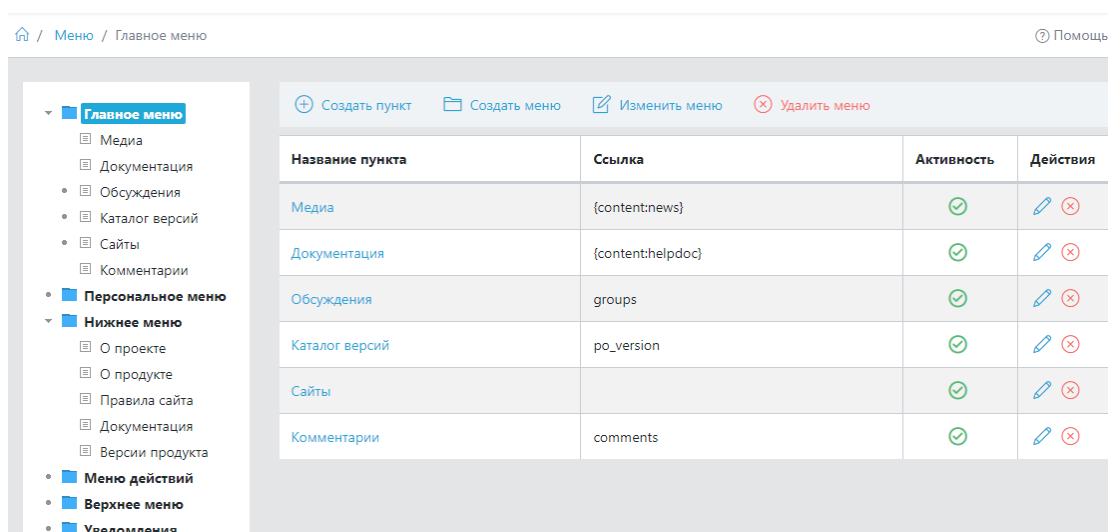 / Меню / Главное меню
Помощь
Главное меню
Медиа
Документация
Обсуждения
Каталог версий
Сайты
Комментарии
Персональное меню
Нижнее меню
О проекте
О продукте
Правила сайта
Документация
Версии продукта
Меню действий
Верхнее меню
Уведомления
Создать пункт Создать меню Изменить меню Удалить меню
Название пункта Ссылка Активность Действия
Медиа {content:news}
Документация {content:helpdoc}
Обсуждения groups
Каталог версий po_version
Сайты
Комментарии comments